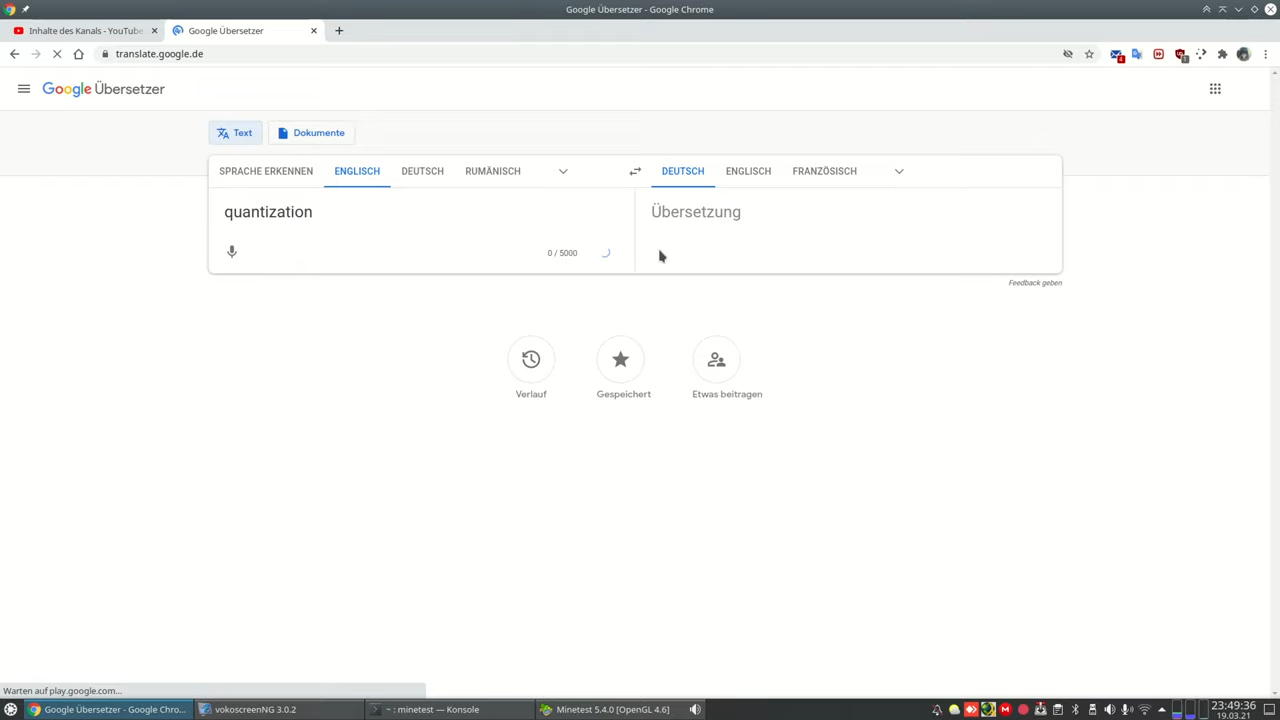 Google Übersetzer - Google Chrome
Inhalte des Kanals - YouTube
Google Übersetzer
translate.google.de
4
1
Google Übersetzer
Text
Dokumente
SPRACHE ERKENNEN
ENGLISCH
DEUTSCH
RUMÄNISCH
DEUTSCH
ENGLISCH
FRANZÖSISCH
quantization
Übersetzung
0 / 5000
Feedback geben
Verlauf
Gespeichert
Etwas beitragen
Warten auf play.google.com...
Google Übersetzer - Google Chro...
vokoscreenNG 3.0.2
~ : minetest — Konsole
Minetest 5.4.0 [OpenGL 4.6]
23:49:36
19.03.21